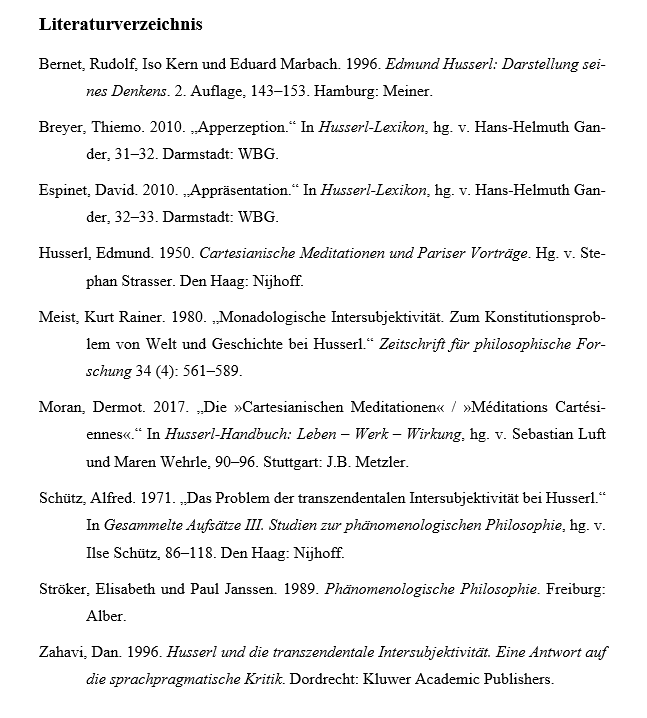 Literaturverzeichnis
Bernet, Rudolf, Iso Kern und Eduard Marbach. 1996. Edmund Husserl: Darstellung sei-
nes Denkens. 2. Auflage, 143–153. Hamburg: Meiner.
Breyer, Thiemo. 2010. „Apperzeption.“ In Husserl-Lexikon, hg. v. Hans-Helmuth Gan-
der, 31–32. Darmstadt: WBG.
Espinet, David. 2010. „Appräsentation.“ In Husserl-Lexikon, hg. v. Hans-Helmuth Gan-
der, 32–33. Darmstadt: WBG.
Husserl, Edmund. 1950. Cartesianische Meditationen und Pariser Vorträge. Hg. v. Ste-
phan Strasser. Den Haag: Nijhoff.
Meist, Kurt Rainer. 1980. „Monadologische Intersubjektivität. Zum Konstitutionsprob-
lem von Welt und Geschichte bei Husserl.“ Zeitschrift für philosophische For-
schung 34 (4): 561–589.
Moran, Dermot. 2017. „Die »Cartesianischen Meditationen« / »Méditations Cartési-
ennes«.“ In Husserl-Handbuch: Leben – Werk – Wirkung, hg. v. Sebastian Luft
und Maren Wehrle, 90–96. Stuttgart: J.B. Metzler.
Schütz, Alfred. 1971. „Das Problem der transzendentalen Intersubjektivität bei Husserl.“
In Gesammelte Aufsätze III. Studien zur phänomenologischen Philosophie, hg. v.
Ilse Schütz, 86–118. Den Haag: Nijhoff.
Ströker, Elisabeth und Paul Janssen. 1989. Phänomenologische Philosophie. Freiburg:
Alber.
Zahavi, Dan. 1996. Husserl und die transzendentale Intersubjektivität. Eine Antwort auf
die sprachpragmatische Kritik. Dordrecht: Kluwer Academic Publishers.